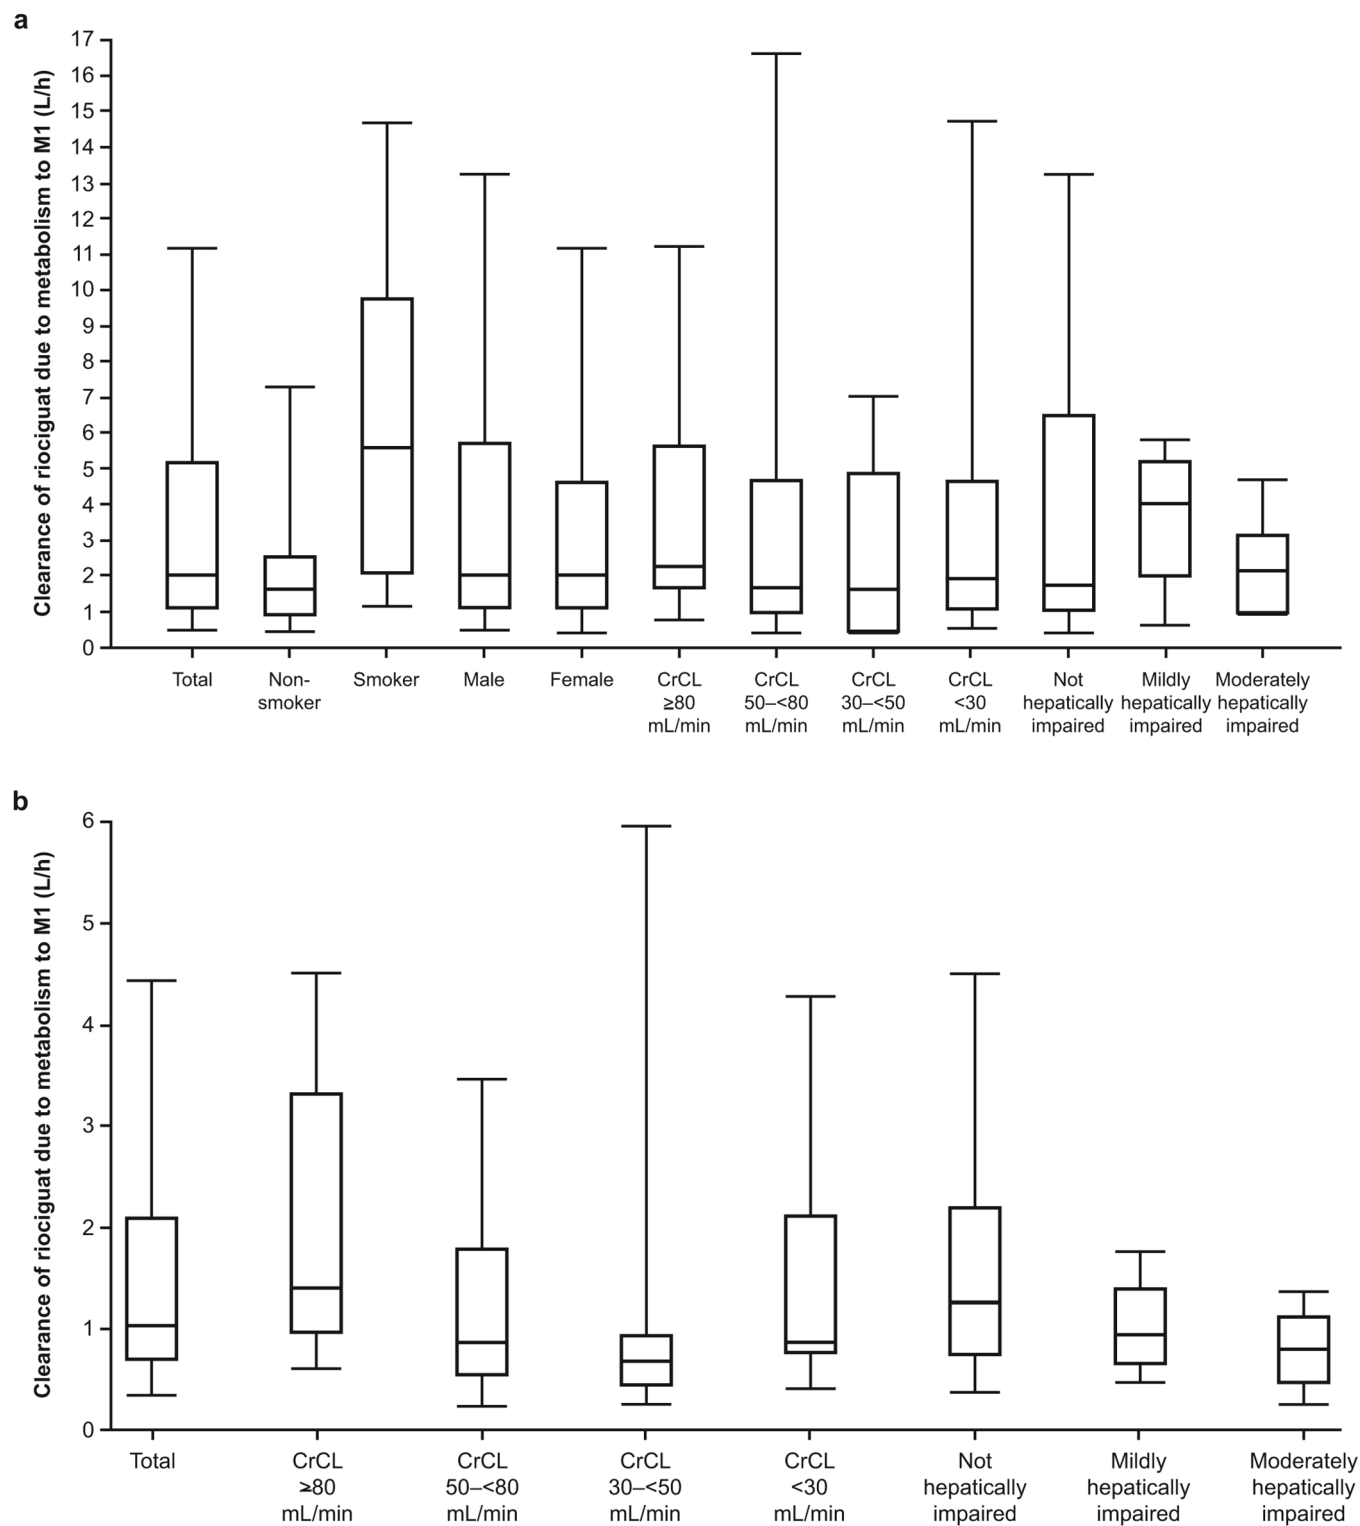 a
Clearance of riociguat due to metabolism to M1 (L/h)
17
16
15
14
13
12
11
10
9
8
7
6
5
4
3
2
1
0
Total
Non-
smoker
Smoker
Male
Female
CrCL
≥80
mL/min
CrCL
50–<80
mL/min
CrCL
30–<50
mL/min
CrCL
<30
mL/min
Not
hepatically
impaired
Mildly
hepatically
impaired
Moderately
hepatically
impaired
b
Clearance of riociguat due to metabolism to M1 (L/h)
6
5
4
3
2
1
0
Total
CrCL
≥80
mL/min
CrCL
50–<80
mL/min
CrCL
30–<50
mL/min
CrCL
<30
mL/min
Not
hepatically
impaired
Mildly
hepatically
impaired
Moderately
hepatically
impaired